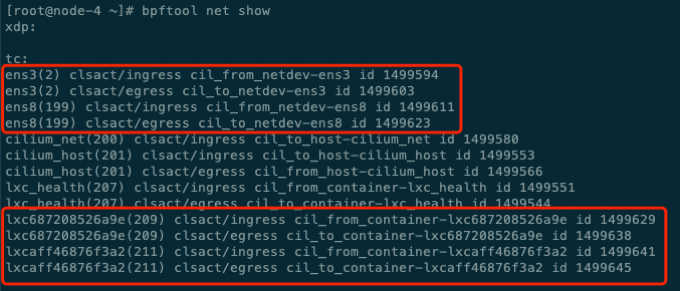 [root@node-4 ~]# bpftool net show
xdp:
tc:
ens3(2) clsact/ingress cil_from_netdev-ens3 id 1499594
ens3(2) clsact/egress cil_to_netdev-ens3 id 1499603
ens8(199) clsact/ingress cil_from_netdev-ens8 id 1499611
ens8(199) clsact/egress cil_to_netdev-ens8 id 1499623
cilium_net(200) clsact/ingress cil_to_host-cilium_net id 1499580
cilium_host(201) clsact/ingress cil_to_host-cilium_host id 1499553
cilium_host(201) clsact/egress cil_from_host-cilium_host id 1499566
lxc_health(207) clsact/ingress cil_from_container-lxc_health id 1499551
lxc_health(207) clsact/egress cil_to_container-lxc_health id 1499544
lxc687208526a9e(209) clsact/ingress cil_from_container-lxc687208526a9e id 1499629
lxc687208526a9e(209) clsact/egress cil_to_container-lxc687208526a9e id 1499638
lxcaff46876f3a2(211) clsact/ingress cil_from_container-lxcaff46876f3a2 id 1499641
lxcaff46876f3a2(211) clsact/egress cil_to_container-lxcaff46876f3a2 id 1499645